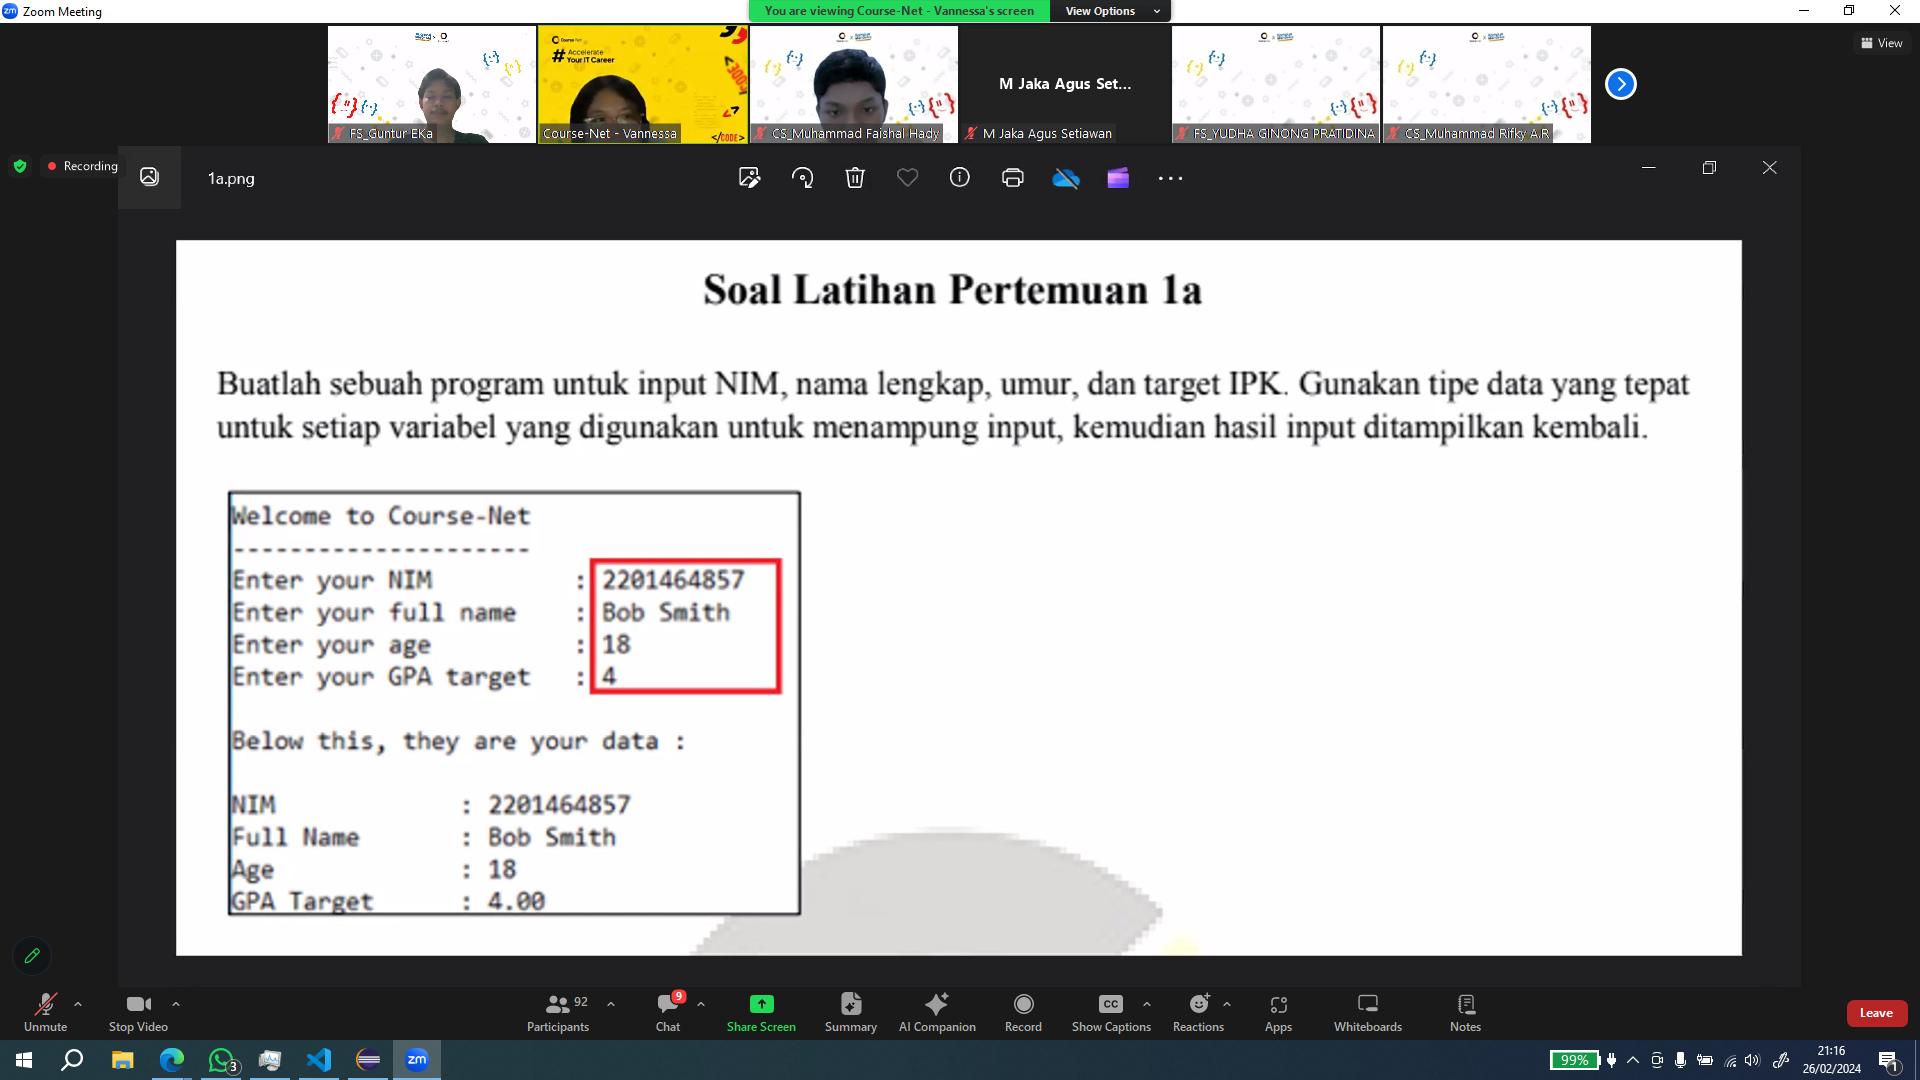 Zoom Meeting
You are viewing Course-Net - Vannessa's screen
View Options
View
# Accelerate
Your IT Career
M Jaka Agus Set...
FS_Guntur EKa
Course-Net - Vannessa
</CODE>
CS_Muhammad Faishal Hady
M Jaka Agus Setiawan
FS_YUDHA GINONG PRATIDINA
CS_Muhammad Rifky A.R
Recording
1a.png
Soal Latihan Pertemuan 1a
Buatlah sebuah program untuk input NIM, nama lengkap, umur, dan target IPK. Gunakan tipe data yang tepat
untuk setiap variabel yang digunakan untuk menampung input, kemudian hasil input ditampilkan kembali.
Welcome to Course-Net
---------------------
Enter your NIM : 2201464857
Enter your full name : Bob Smith
Enter your age : 18
Enter your GPA target : 4
Below this, they are your data :
NIM : 2201464857
Full Name : Bob Smith
Age : 18
GPA Target : 4.00
Unmute
Stop Video
92
Participants
9
Chat
Share Screen
Summary
AI Companion
Record
CC
Show Captions
Reactions
Apps
Whiteboards
Notes
Leave
3
zm
99%
21:16
26/02/2024
1